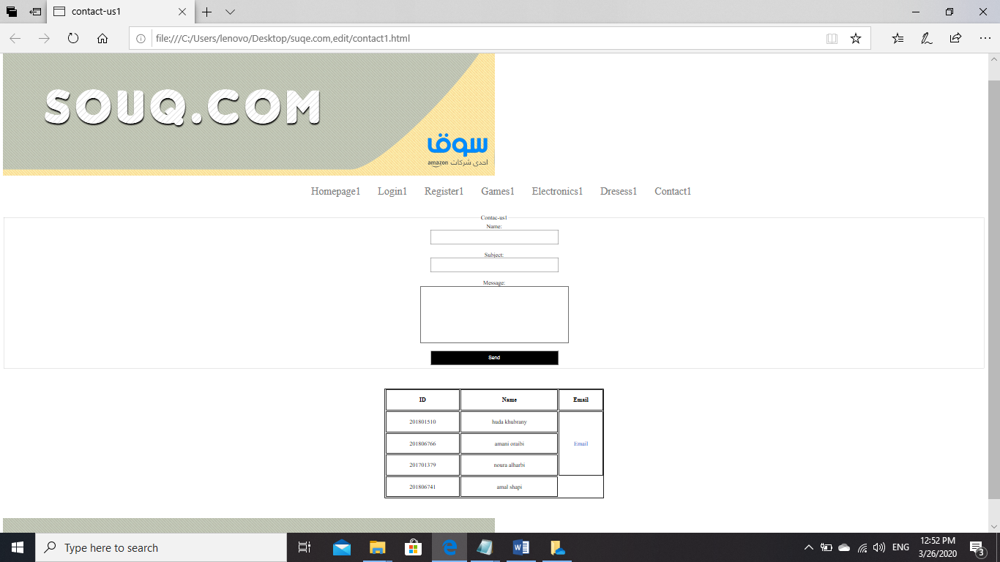 contact-us1
file:///C:/Users/lenovo/Desktop/suqe.com,edit/contact1.html
SOUQ.COM
سوق
احدى شركات amazon
Homepage1 Login1 Register1 Games1 Electronics1 Dresess1 Contact1
Contac-us1
Name:
Subject:
Message:
Send
ID Name Email
201801510 huda khubrany
201806766 amani oraibi Email
201701379 noura alharbi
201806741 amal shapi
Type here to search
ENG
12:52 PM
3/26/2020
3